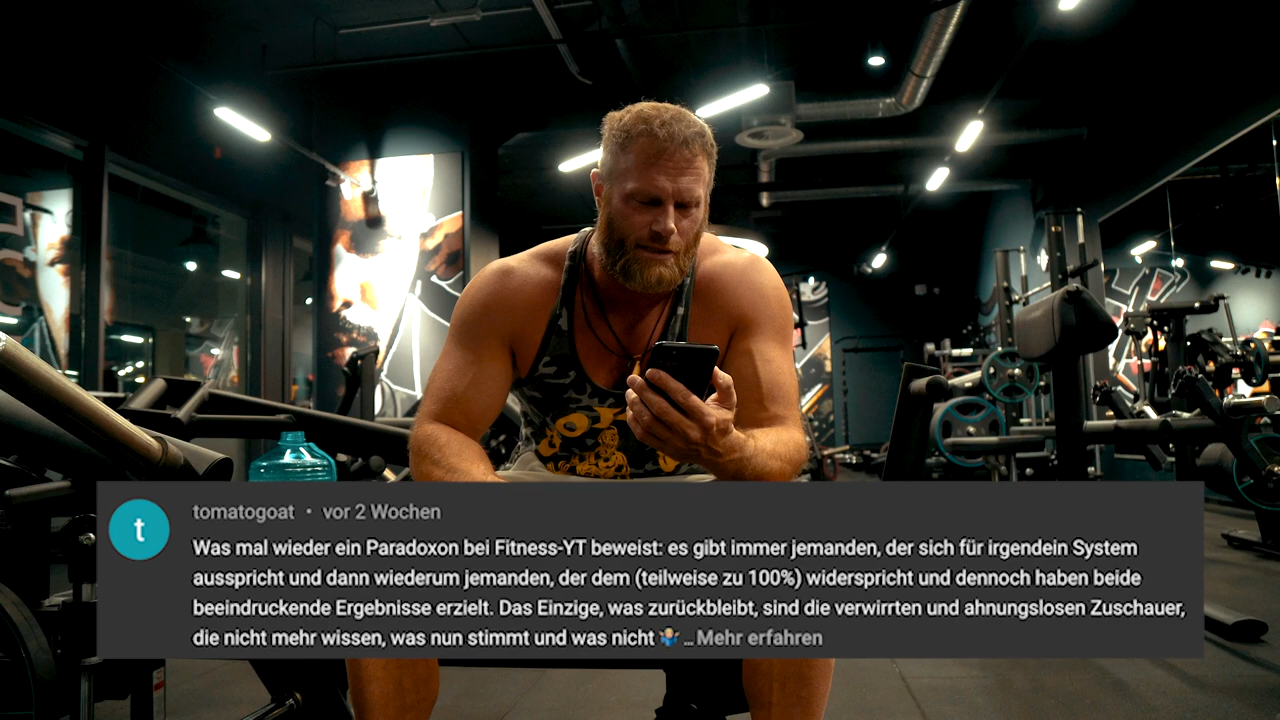 t
tomatogoat • vor 2 Wochen
Was mal wieder ein Paradoxon bei Fitness-YT beweist: es gibt immer jemanden, der sich für irgendein System
ausspricht und dann wiederum jemanden, der dem (teilweise zu 100%) widerspricht und dennoch haben beide
beeindruckende Ergebnisse erzielt. Das Einzige, was zurückbleibt, sind die verwirrten und ahnungslosen Zuschauer,
die nicht mehr wissen, was nun stimmt und was nicht 🤷‍♂️ ... Mehr erfahren